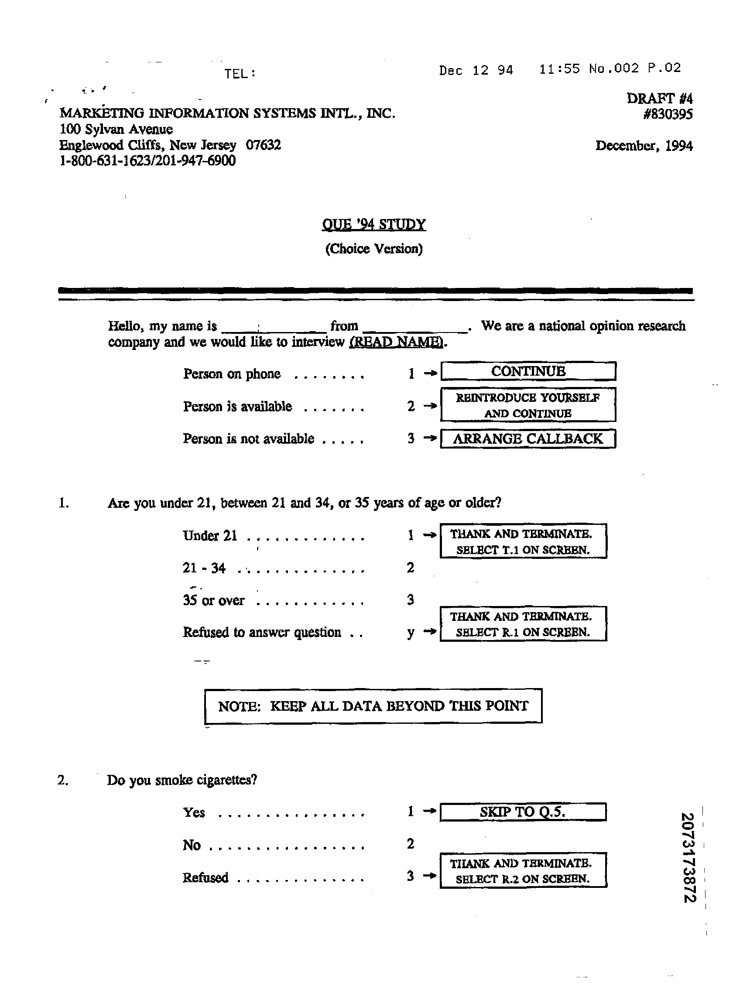 TEL: Dec 12 94 11:55 No.002 P.02
DRAFT #4
MARKETING INFORMATION SYSTEMS INTL., INC. #830395
100 Sylvan Avenue
Englewood Cliffs, New Jersey 07632 December, 1994
1-800-631-1623/201-947-6900
QUE '94 STUDY
(Choice Version)
Hello, my name is ____________ from ____________. We are a national opinion research
company and we would like to interview (READ NAME).
Person on phone ........ 1 → CONTINUE
Person is available ....... 2 → REINTRODUCE YOURSELF
AND CONTINUE
Person is not available ..... 3 → ARRANGE CALLBACK
1. Are you under 21, between 21 and 34, or 35 years of age or older?
Under 21 ............. 1 → THANK AND TERMINATE.
SELECT T.1 ON SCREEN.
21 - 34 .............. 2
35 or over ............ 3
Refused to answer question .. y → THANK AND TERMINATE.
SELECT R.1 ON SCREEN.
NOTE: KEEP ALL DATA BEYOND THIS POINT
2. Do you smoke cigarettes?
Yes ................ 1 → SKIP TO Q.5.
No ................. 2
Refused .............. 3 → THANK AND TERMINATE.
SELECT R.2 ON SCREEN.
2073173872